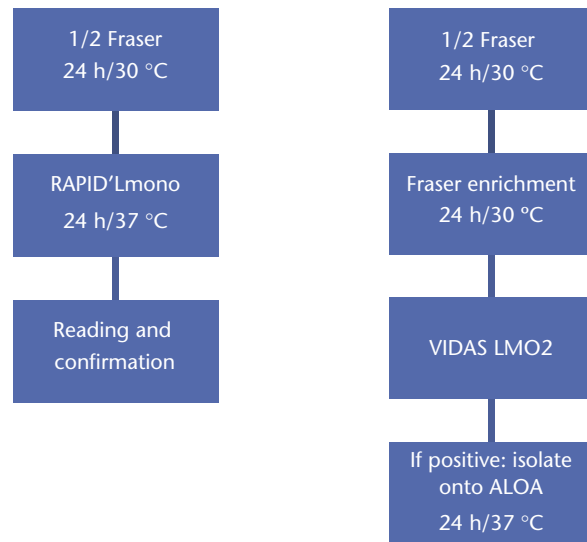 1/2 Fraser
24 h/30 °C
RAPID’Lmono
24 h/37 °C
Reading and
confirmation
1/2 Fraser
24 h/30 °C
Fraser enrichment
24 h/30 ºC
VIDAS LMO2
If positive: isolate
onto ALOA
24 h/37 °C